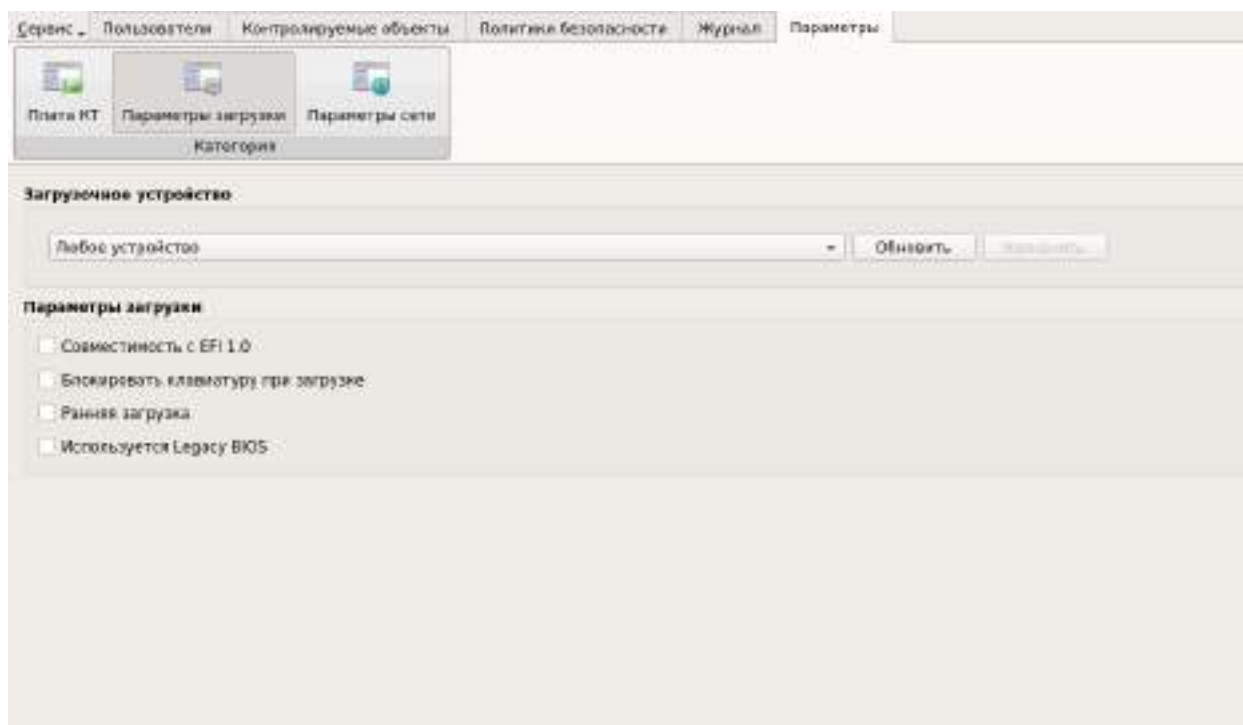 Сервис Пользователи Контролируемые объекты Политики безопасности Журнал Параметры
Плата КТ Параметры загрузки Параметры сети
Категория
Загрузочное устройство
Любое устройство Обновить
Параметры загрузки
Совместимость с EFI 1.0
Блокировать клавиатуру при загрузке
Ранняя загрузка
Используется Legacy BIOS